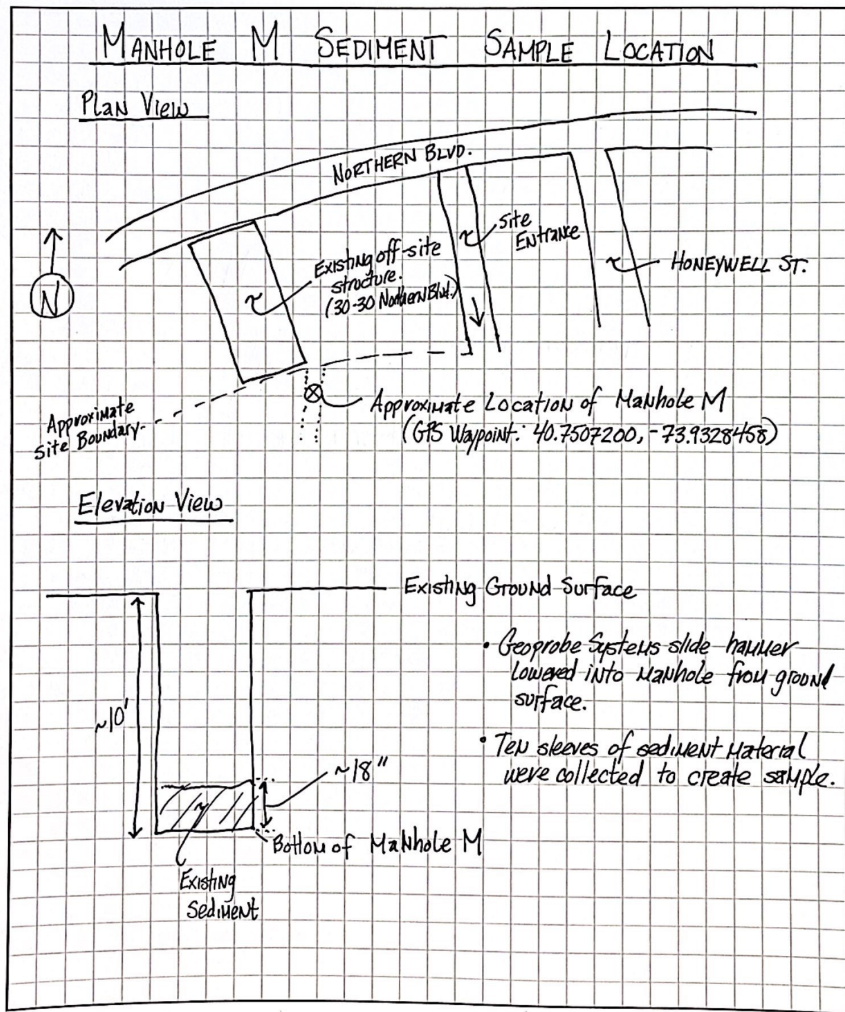 MANHOLE M SEDIMENT SAMPLE LOCATION
Plan View
NORTHERN BLVD.
Site
Entrance
Existing off-site
structure.
(30-30 Northern Blvd.)
HONEYWELL ST.
N
Approximate
Site Boundary
Approximate Location of Manhole M
(GPS Waypoint: 40.7507200, -73.9328458)
Elevation View
Existing Ground Surface
• Geoprobe Systems slide hammer
lowered into manhole from ground
surface.
~10'
• Ten sleeves of sediment material
were collected to create sample.
~18"
Bottom of Manhole M
Existing
Sediment